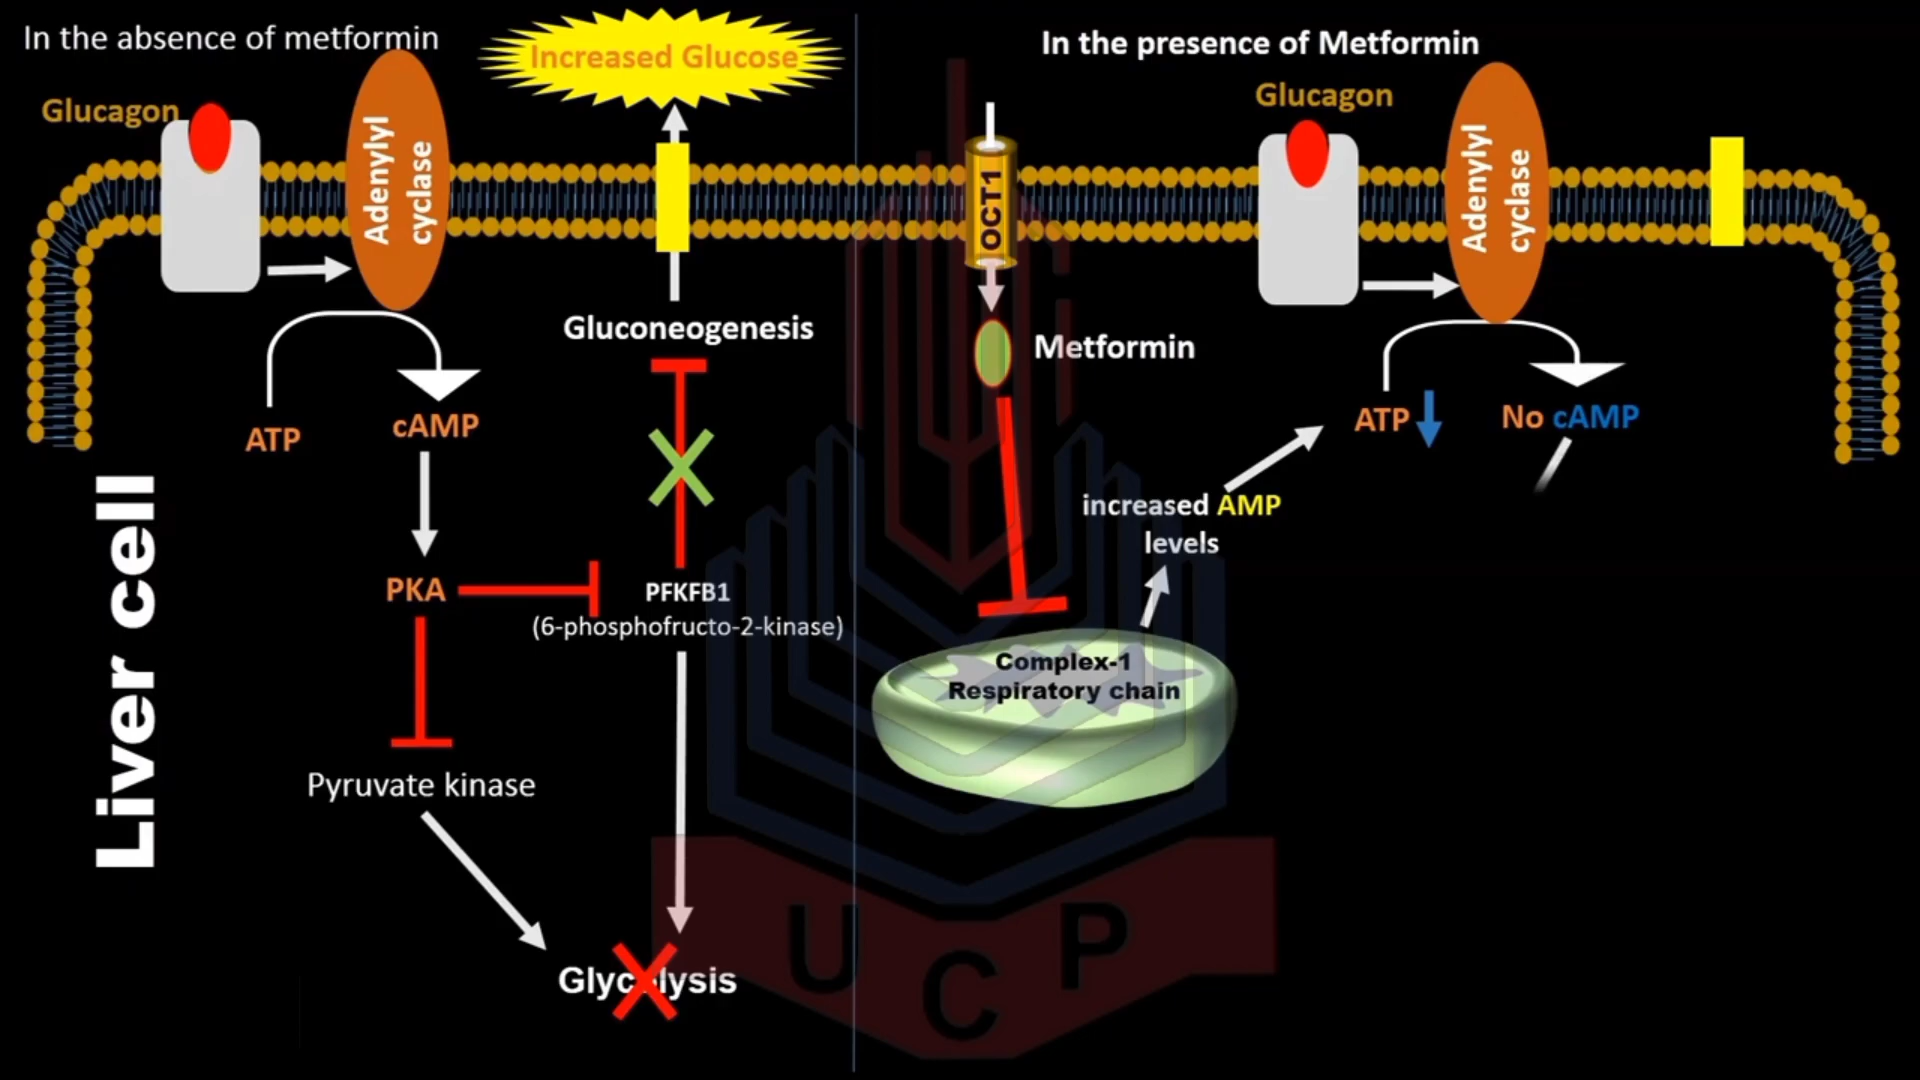 In the absence of metformin
Increased Glucose
Glucagon
Adenylyl
cyclase
Gluconeogenesis
ATP
cAMP
PKA
PFKFB1
(6-phosphofructo-2-kinase)
Pyruvate kinase
Glycolysis
Liver cell
In the presence of Metformin
Glucagon
Adenylyl
cyclase
OCT1
Metformin
ATP
No cAMP
increased AMP
levels
Complex-1
Respiratory chain
U C P